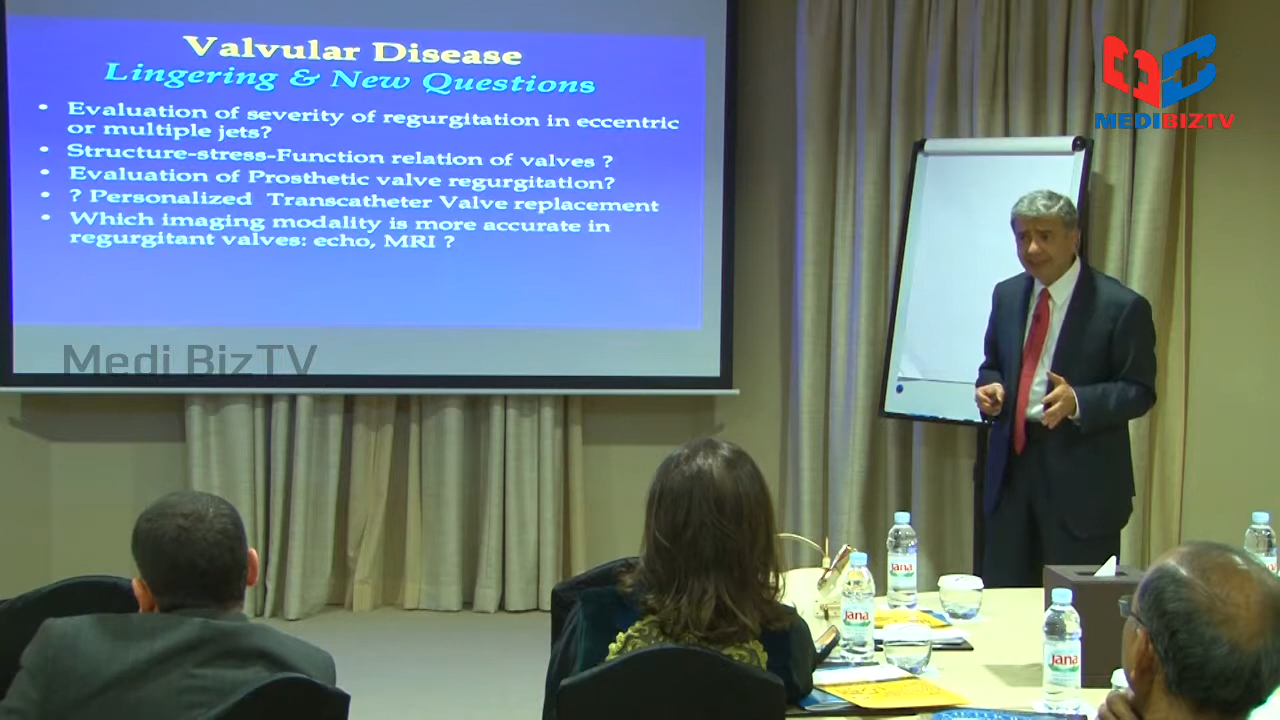 Valvular Disease
Lingering & New Questions
• Evaluation of severity of regurgitation in eccentric
or multiple jets?
• Structure-stress-Function relation of valves ?
• Evaluation of Prosthetic valve regurgitation?
• ? Personalized Transcatheter Valve replacement
• Which imaging modality is more accurate in
regurgitant valves: echo, MRI ?
Medi BizTV
MEDIBIZTV
jana
jana
jana